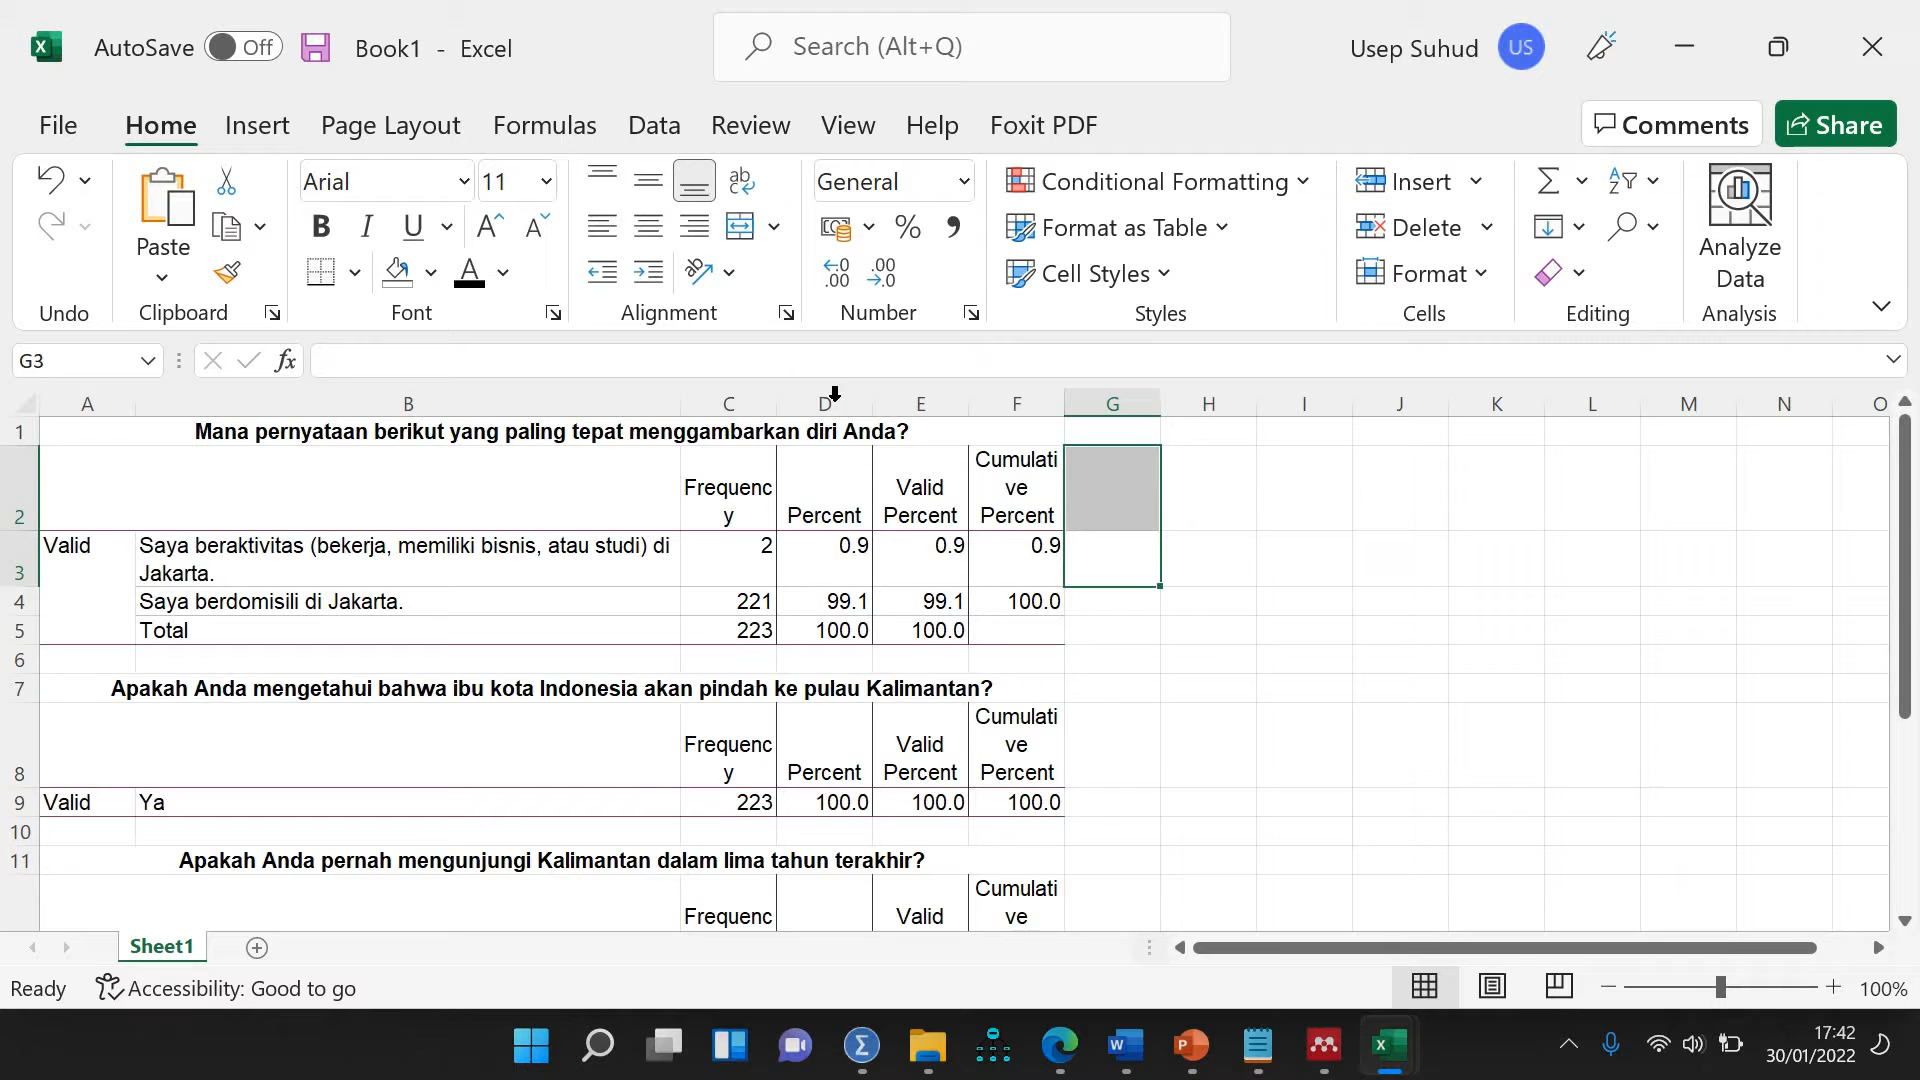 AutoSave Off Book1 - Excel Search (Alt+Q) Usep Suhud US
File Home Insert Page Layout Formulas Data Review View Help Foxit PDF Comments Share
Paste
Arial 11
General
Conditional Formatting
Format as Table
Cell Styles
Insert
Delete
Format
Analyze
Data
Undo Clipboard Font Alignment Number Styles Cells Editing Analysis
G3 fx
A B C D E F G H I J K L M N O
1 Mana pernyataan berikut yang paling tepat menggambarkan diri Anda?
2 Frequency Percent Valid Percent Cumulative Percent
3 Valid Saya beraktivitas (bekerja, memiliki bisnis, atau studi) di Jakarta. 2 0.9 0.9 0.9
4 Saya berdomisili di Jakarta. 221 99.1 99.1 100.0
5 Total 223 100.0 100.0
6
7 Apakah Anda mengetahui bahwa ibu kota Indonesia akan pindah ke pulau Kalimantan?
8 Frequency Percent Valid Percent Cumulative Percent
9 Valid Ya 223 100.0 100.0 100.0
10
11 Apakah Anda pernah mengunjungi Kalimantan dalam lima tahun terakhir?
Frequenc Valid Cumulative
Sheet1
Ready Accessibility: Good to go 100%
17:42
30/01/2022